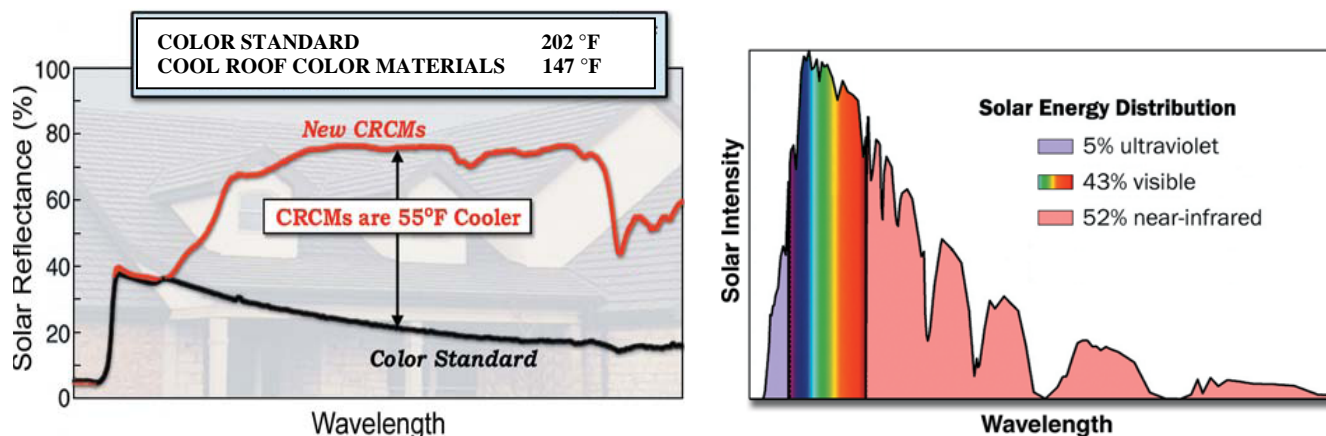 COLOR STANDARD 202 °F
COOL ROOF COLOR MATERIALS 147 °F
Solar Reflectance (%)
100
80
60
40
20
0
New CRCMs
CRCMs are 55°F Cooler
Color Standard
Wavelength
Solar Intensity
Solar Energy Distribution
5% ultraviolet
43% visible
52% near-infrared
Wavelength